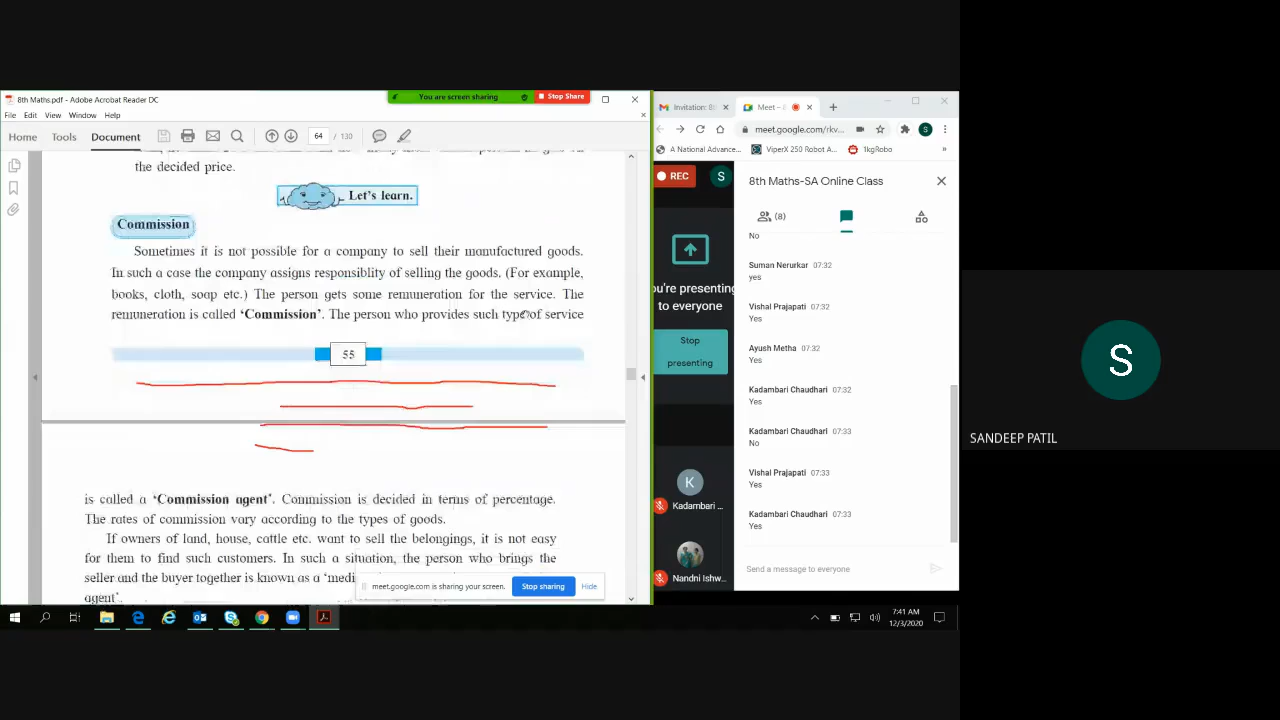 8th Maths.pdf - Adobe Acrobat Reader DC
You are screen sharing
Stop Share
File Edit View Window Help
Home Tools Document
64 / 130
the decided price.
Let's learn.
Commission
Sometimes it is not possible for a company to sell their manufactured goods.
In such a case the company assigns responsiblity of selling the goods. (For example,
books, cloth, soap etc.) The person gets some remuneration for the service. The
remuneration is called 'Commission'. The person who provides such type of service
55
is called a 'Commission agent'. Commission is decided in terms of percentage.
The rates of commission vary according to the types of goods.
If owners of land, house, cattle etc. want to sell the belongings, it is not easy
for them to find such customers. In such a situation, the person who brings the
seller and the buyer together is known as a 'medi
agent'.
meet.google.com is sharing your screen.
Stop sharing
Hide
Invitation: 8t
Meet –
meet.google.com/rkv...
S
A National Advance...
ViperX 250 Robot A...
1kgRobo
»
REC
S
ou're presenting
to everyone
Stop
presenting
K
Kadambari ...
Nandni Ishw...
8th Maths-SA Online Class
(8)
No
Suman Nerurkar 07:32
yes
Vishal Prajapati 07:32
Yes
Ayush Metha 07:32
Yes
Kadambari Chaudhari 07:32
Yes
Kadambari Chaudhari 07:33
No
Vishal Prajapati 07:33
Yes
Kadambari Chaudhari 07:33
Yes
Send a message to everyone
S
SANDEEP PATIL
7:41 AM
12/3/2020